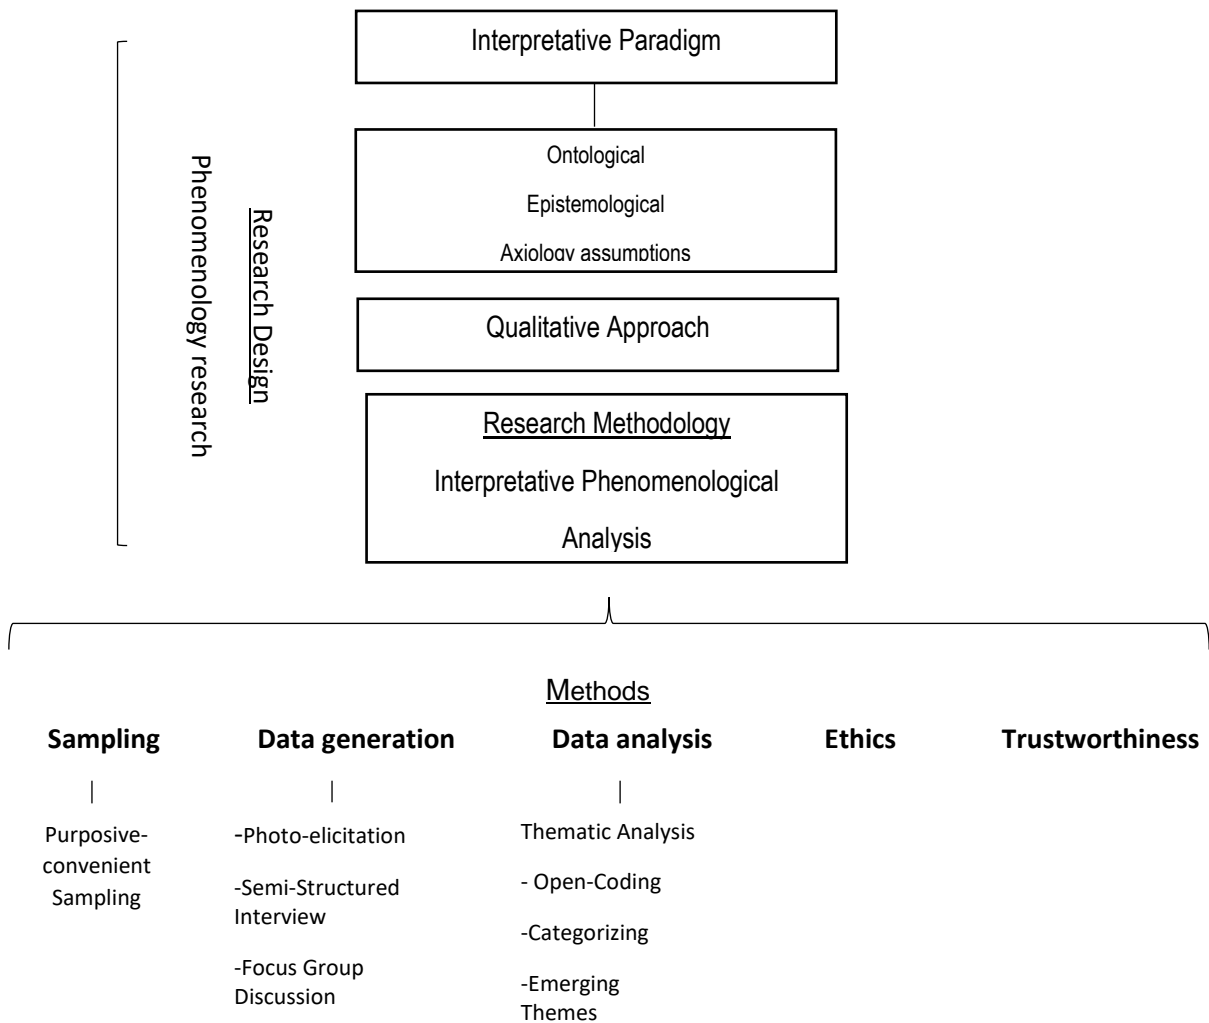 Interpretative Paradigm
Ontological
Epistemological
Axiology assumptions
Qualitative Approach
Research Methodology
Interpretative Phenomenological
Analysis
Research Design
Phenomenology research
Methods
Sampling
Data generation
Data analysis
Ethics
Trustworthiness
Purposive-
convenient
Sampling
-Photo-elicitation
-Semi-Structured
Interview
-Focus Group
Discussion
Thematic Analysis
- Open-Coding
-Categorizing
-Emerging
Themes